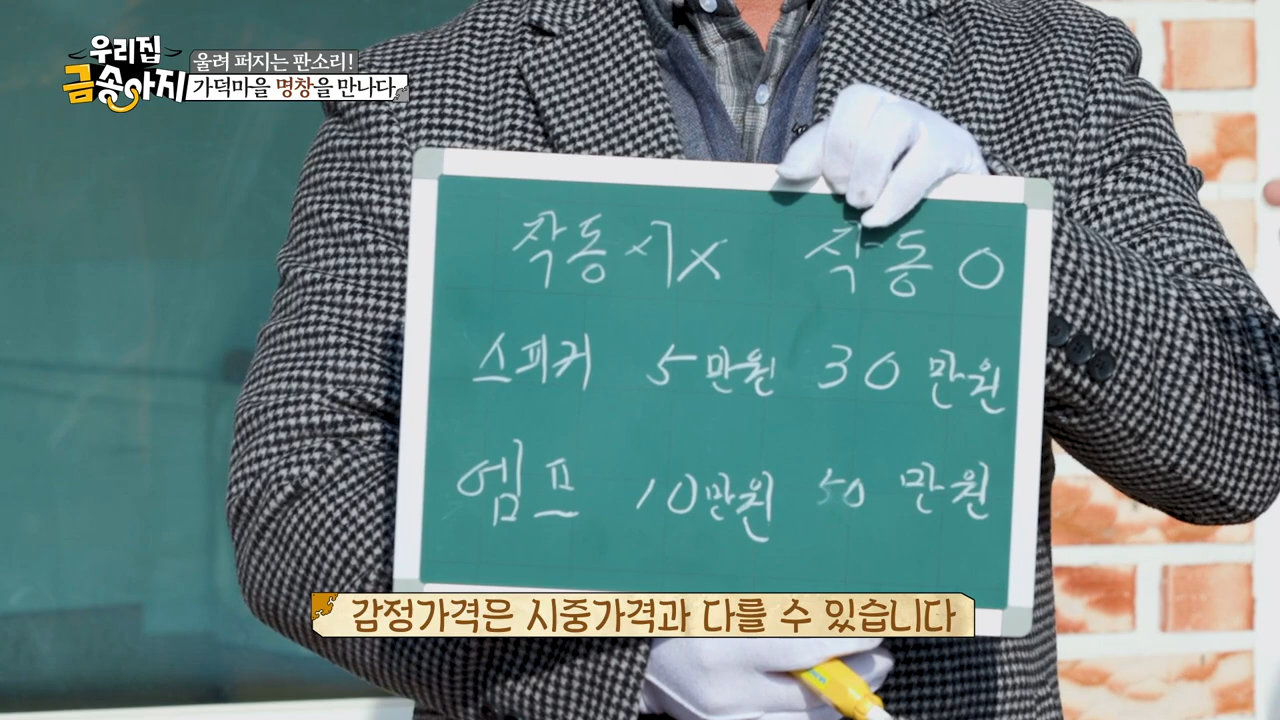 우리집
금송아지
울려 퍼지는 판소리!
가덕마을 명창을 만나다
작동시 X 작동 O
스피커 5만원 30만원
엠프 10만원 50만원
감정가격은 시중가격과 다를 수 있습니다